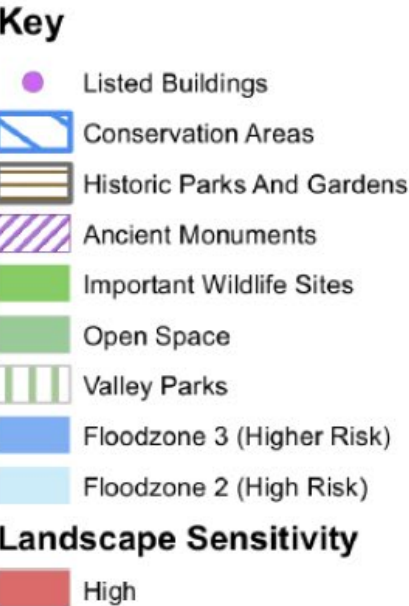 Key
Listed Buildings
Conservation Areas
Historic Parks And Gardens
Ancient Monuments
Important Wildlife Sites
Open Space
Valley Parks
Floodzone 3 (Higher Risk)
Floodzone 2 (High Risk)
Landscape Sensitivity
High